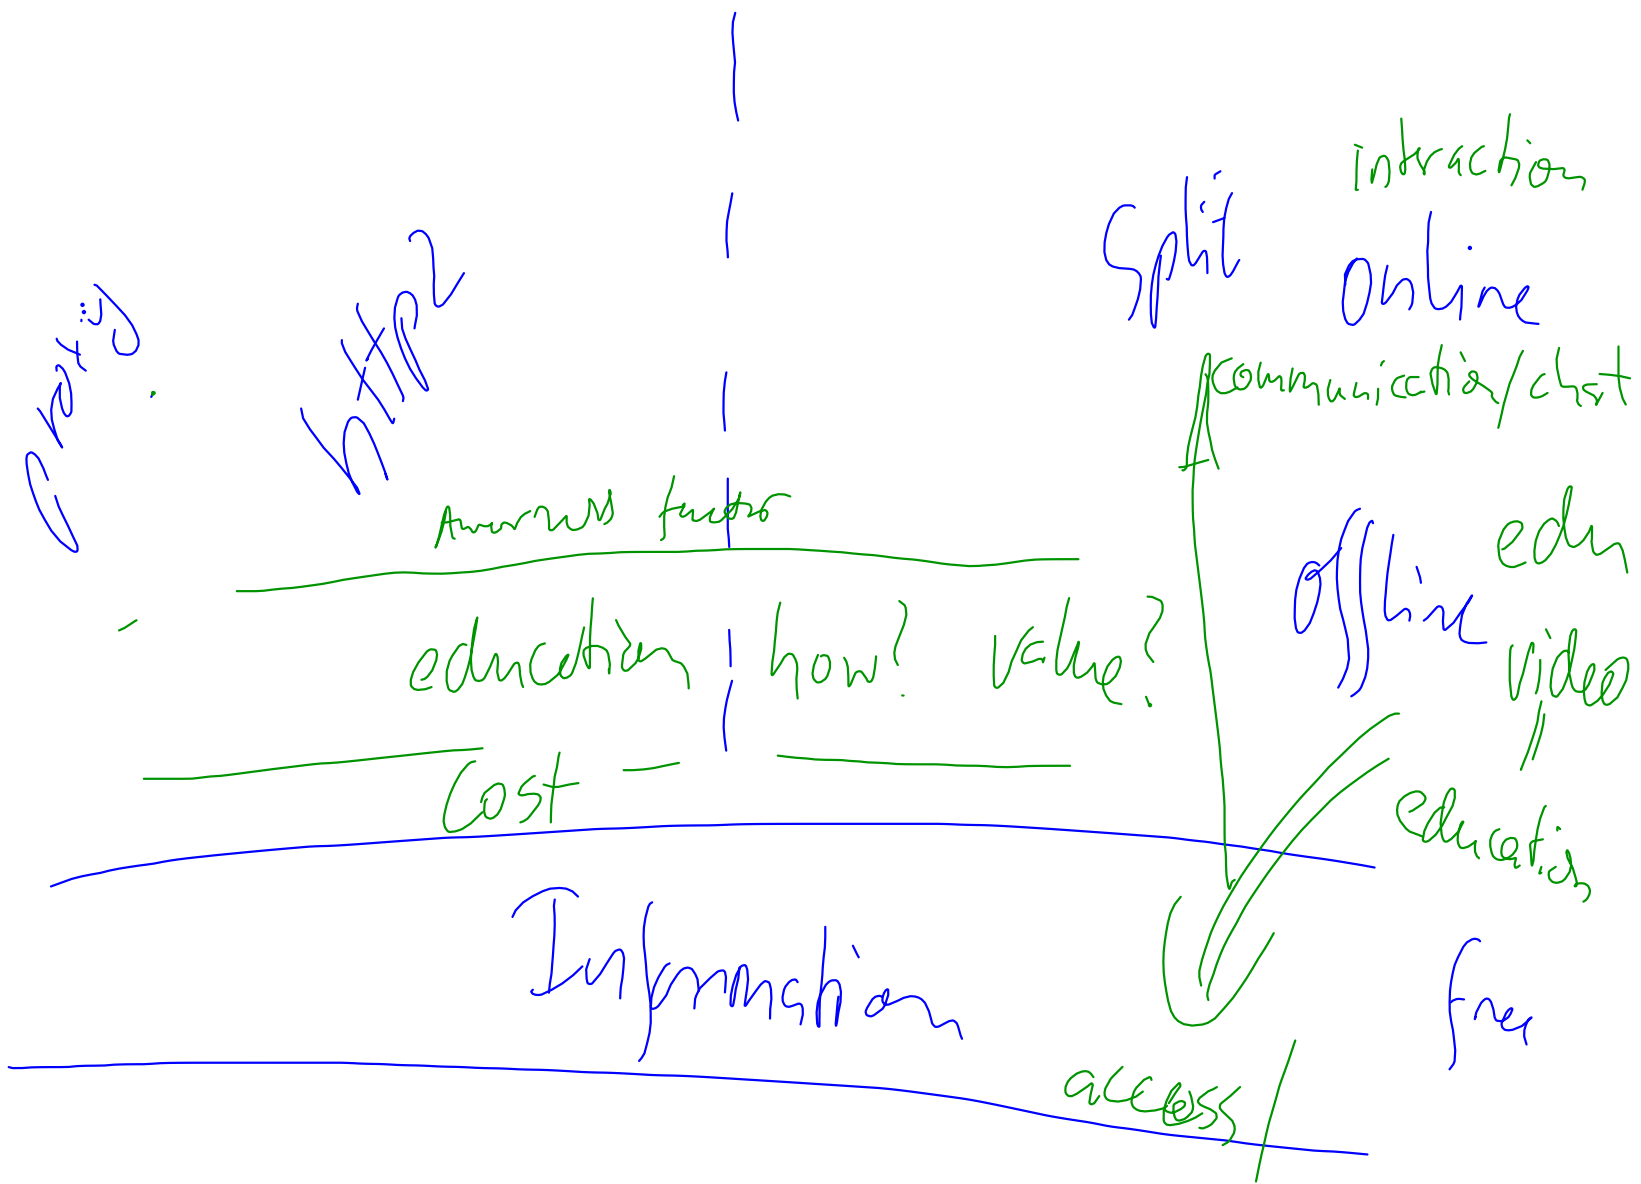 interaction
split
online
proxy
http2
communication/chat
Awarness factor
offline
edu
education how? value?
video
cost
education
Information
free
access/